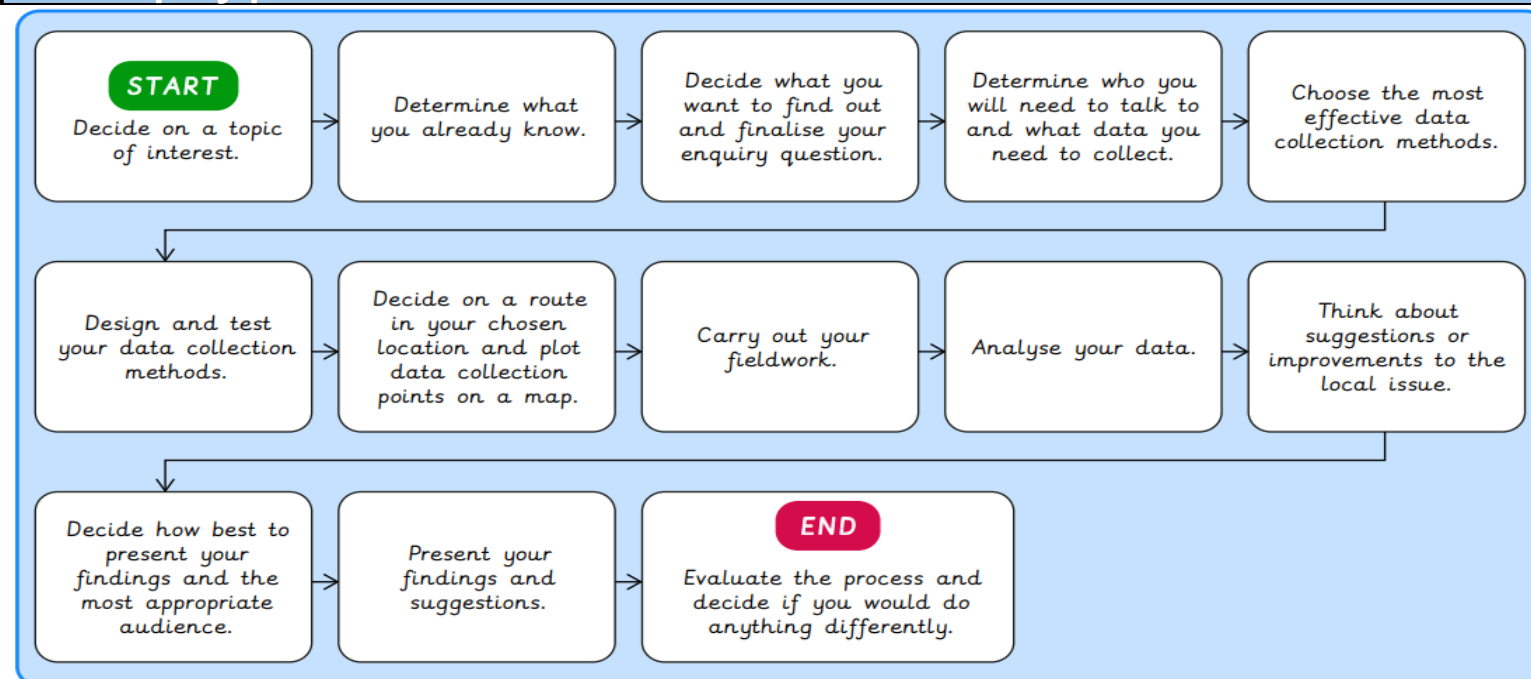 START
Decide on a topic
of interest.
Determine what
you already know.
Decide what you
want to find out
and finalise your
enquiry question.
Determine who you
will need to talk to
and what data you
need to collect.
Choose the most
effective data
collection methods.
Design and test
your data collection
methods.
Decide on a route
in your chosen
location and plot
data collection
points on a map.
Carry out your
fieldwork.
Analyse your data.
Think about
suggestions or
improvements to the
local issue.
Decide how best to
present your
findings and the
most appropriate
audience.
Present your
findings and
suggestions.
END
Evaluate the process and
decide if you would do
anything differently.